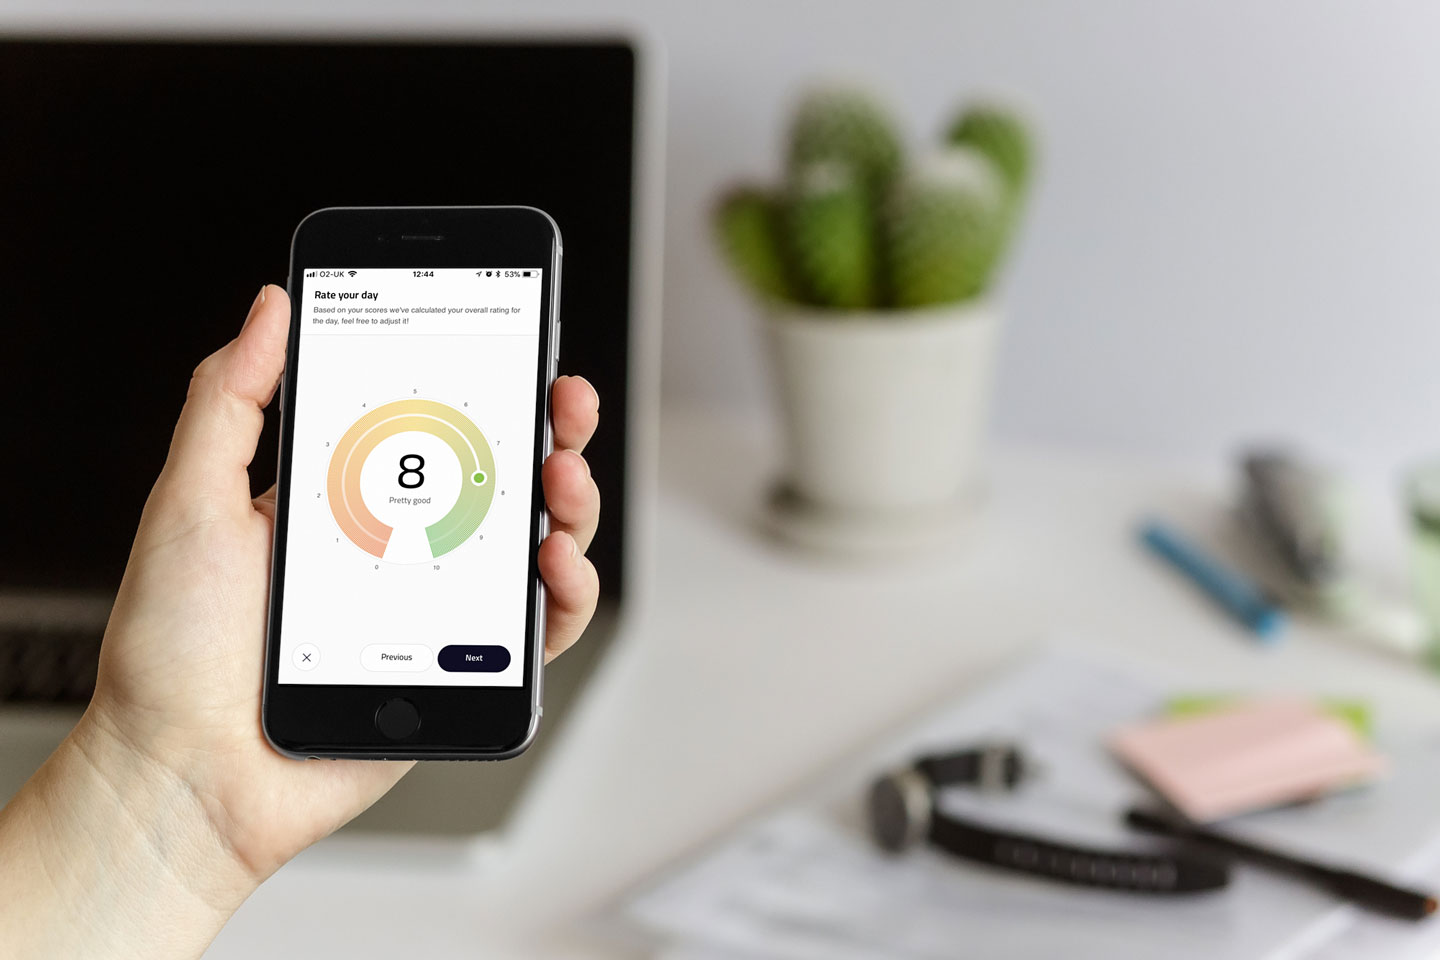 O2-UK 12:44 53%
Rate your day
Based on your scores we've calculated your overall rating for
the day, feel free to adjust it!
5
4 6
3 7
8
2 8
Pretty good
1 9
0 10
Previous Next